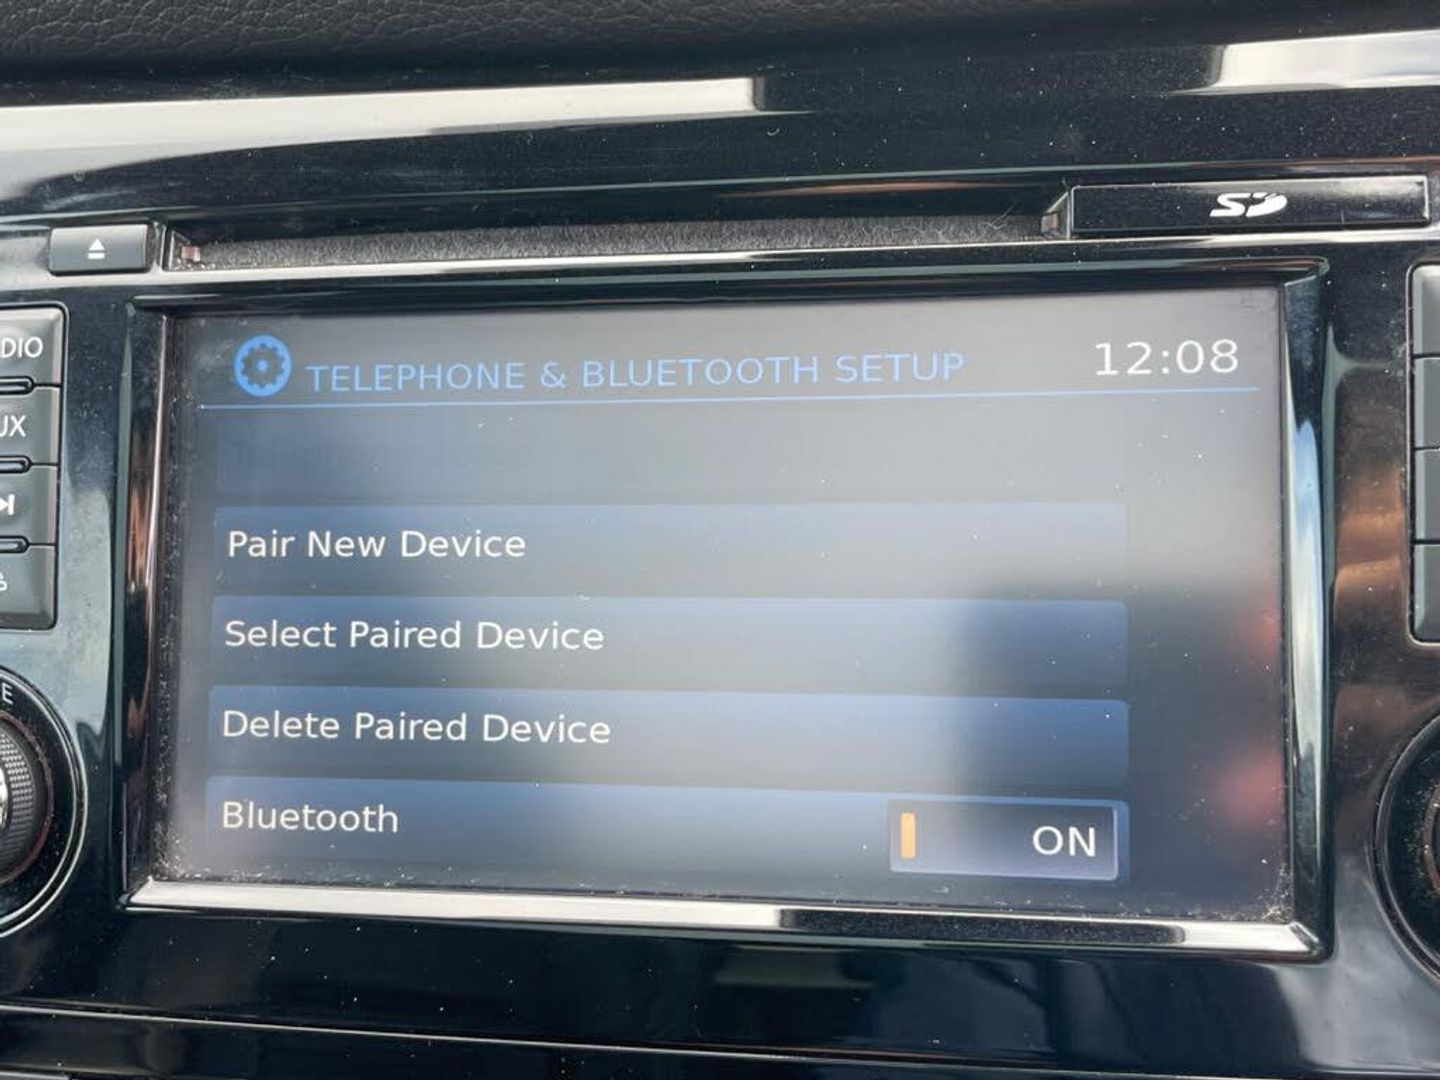 SD
DIO
UX
E
TELEPHONE & BLUETOOTH SETUP 12:08
Pair New Device
Select Paired Device
Delete Paired Device
Bluetooth ON